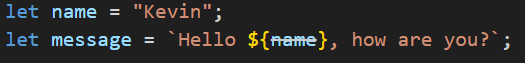 let name = "Kevin";
let message = `Hello ${name}, how are you?`;